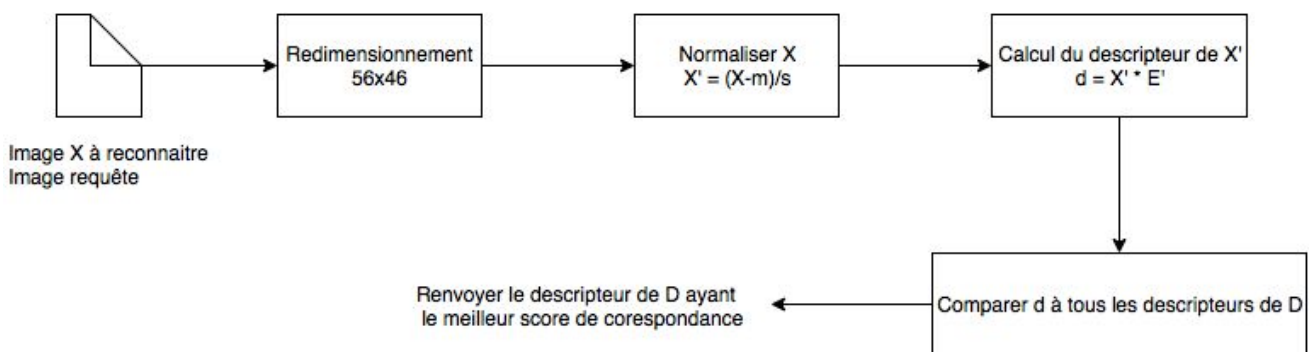 Image X à reconnaitre
Image requête
Redimensionnement
56x46
Normaliser X
X' = (X-m)/s
Calcul du descripteur de X'
d = X' * E'
Comparer d à tous les descripteurs de D
Renvoyer le descripteur de D ayant
le meilleur score de corespondance